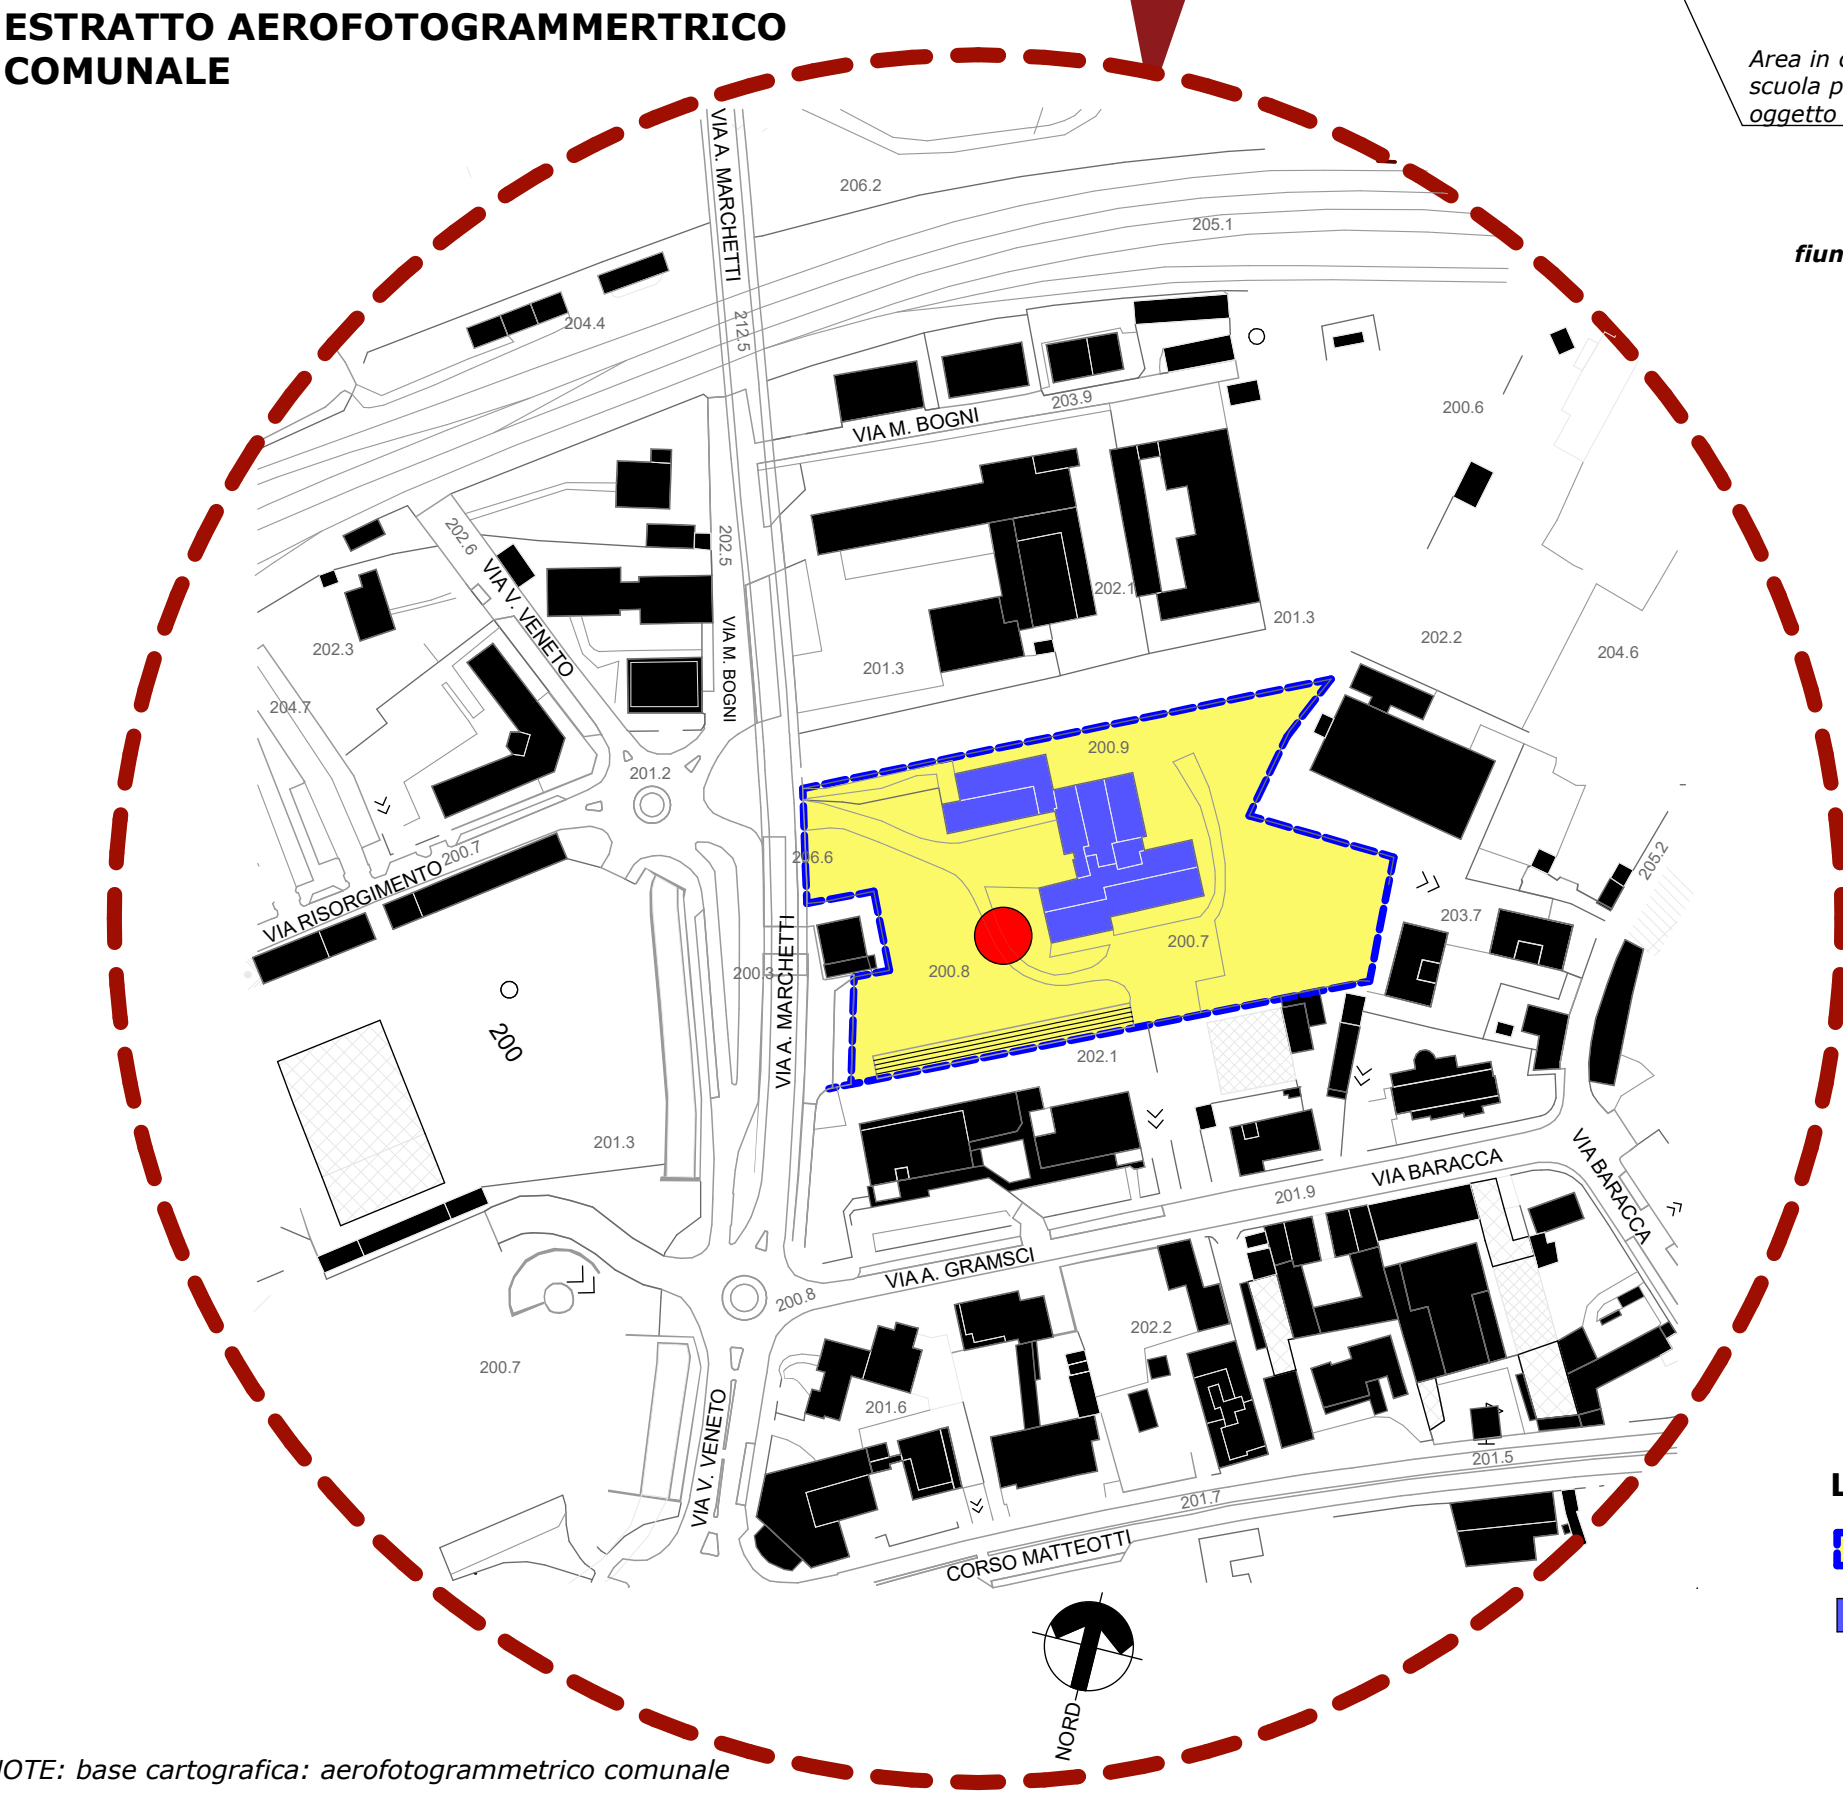 ESTRATTO AEROFOTOGRAMMERTRICO
COMUNALE
Area in
scuola
oggetto
VIA A. MARCHETTI
206.2
205.1
204.4
212.5
203.9
VIA M. BOGNI
200.6
202.6
202.5
VIA V. VENETO
202.1
201.3
202.2
204.6
202.3
201.3
VIA M. BOGNI
204.7
200.9
201.2
200.7
206.6
205.2
VIA RISORGIMENTO
203.7
200.7
200.8
200.3
VIA A. MARCHETTI
200
202.1
201.3
VIA BARACCA
201.9
VIA BARACCA
VIA A. GRAMSCI
200.8
202.2
200.7
201.6
VIA V. VENETO
201.5
201.7
CORSO MATTEOTTI
NORD
NOTE: base cartografica: aerofotogrammetrico comunale